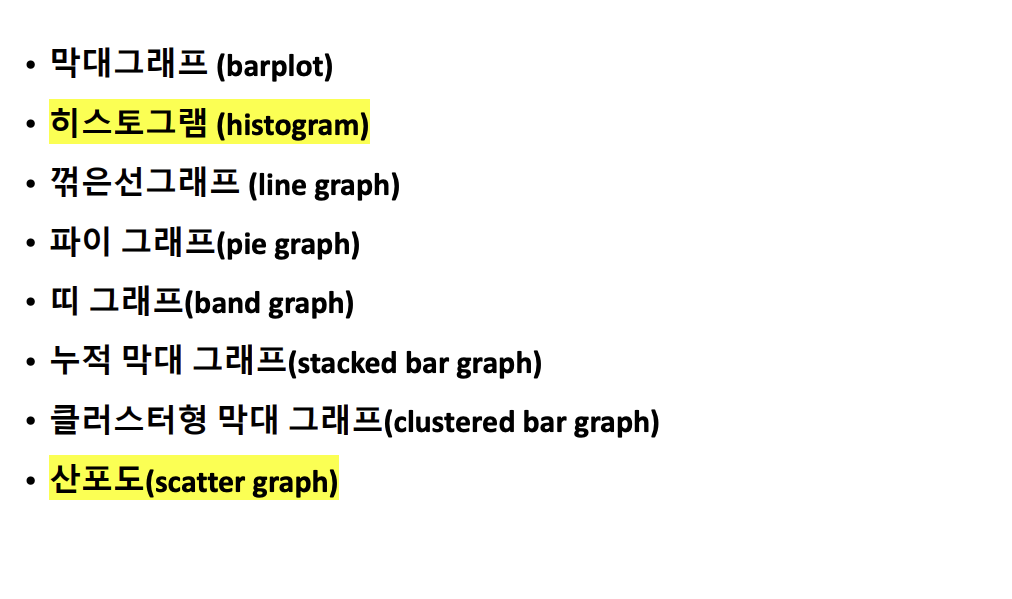 • 막대그래프 (barplot)
• 히스토그램 (histogram)
• 꺾은선그래프 (line graph)
• 파이 그래프(pie graph)
• 띠 그래프(band graph)
• 누적 막대 그래프(stacked bar graph)
• 클러스터형 막대 그래프(clustered bar graph)
• 산포도(scatter graph)